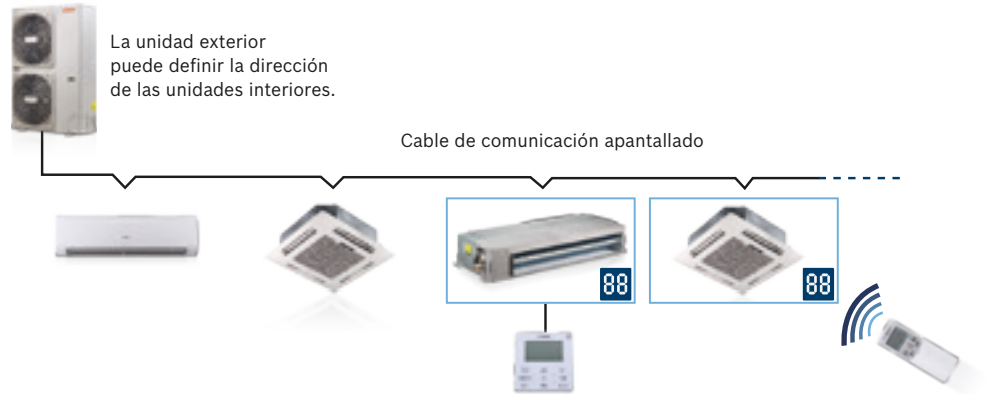 La unidad exterior
puede definir la dirección
de las unidades interiores.
Cable de comunicación apantallado
88
88